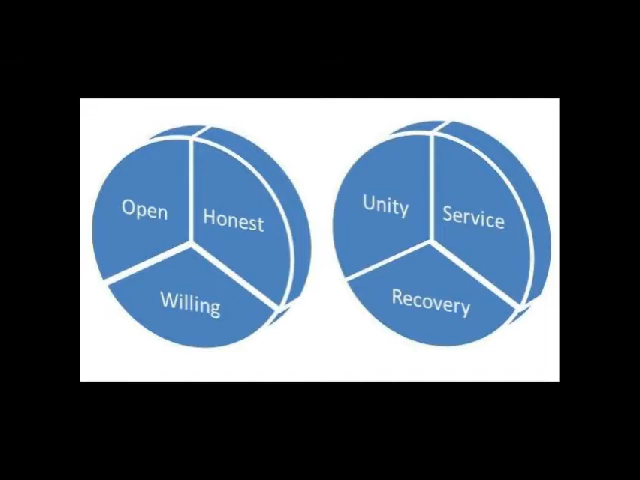 Open
Honest
Willing
Unity
Service
Recovery